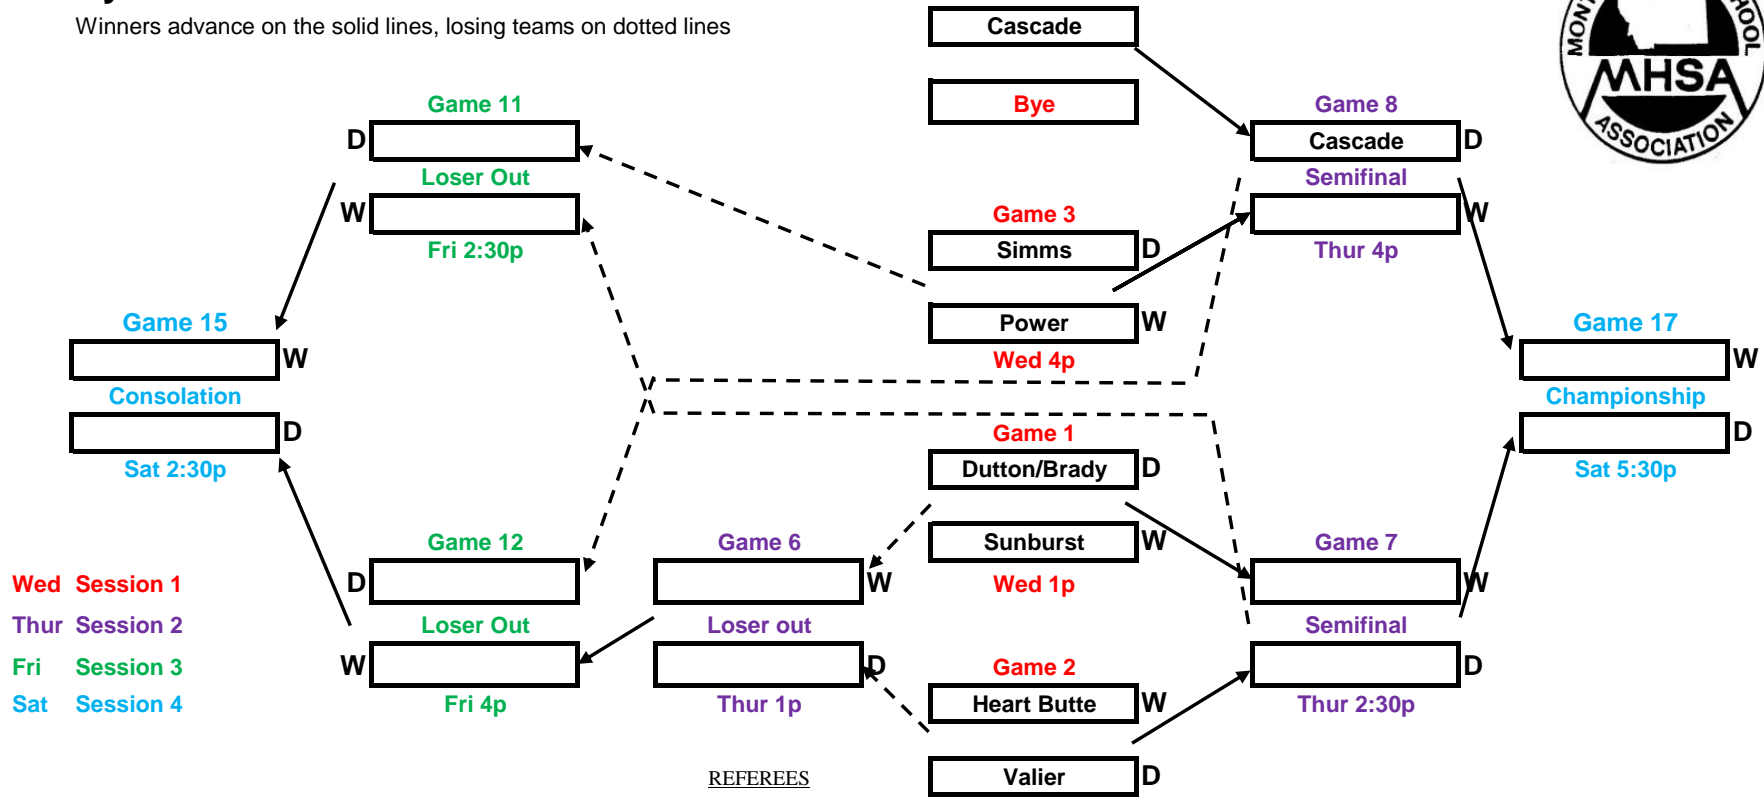 Winners advance on the solid lines, losing teams on dotted lines
Cascade
Bye
MHSA
ASSOCIATION
Game 11
D
Loser Out
W
Fri 2:30p
Game 8
Cascade D
Semifinal
W
Thur 4p
Game 3
Simms D
Power W
Wed 4p
Game 15
W
Consolation
D
Sat 2:30p
Game 17
W
Championship
D
Sat 5:30p
Game 1
Dutton/Brady D
Sunburst W
Wed 1p
Game 12
D
Loser Out
W
Fri 4p
Game 6
W
Loser out
D
Thur 1p
Game 7
W
Semifinal
D
Thur 2:30p
Game 2
Heart Butte W
Valier D
Wed Session 1
Thur Session 2
Fri Session 3
Sat Session 4
REFEREES